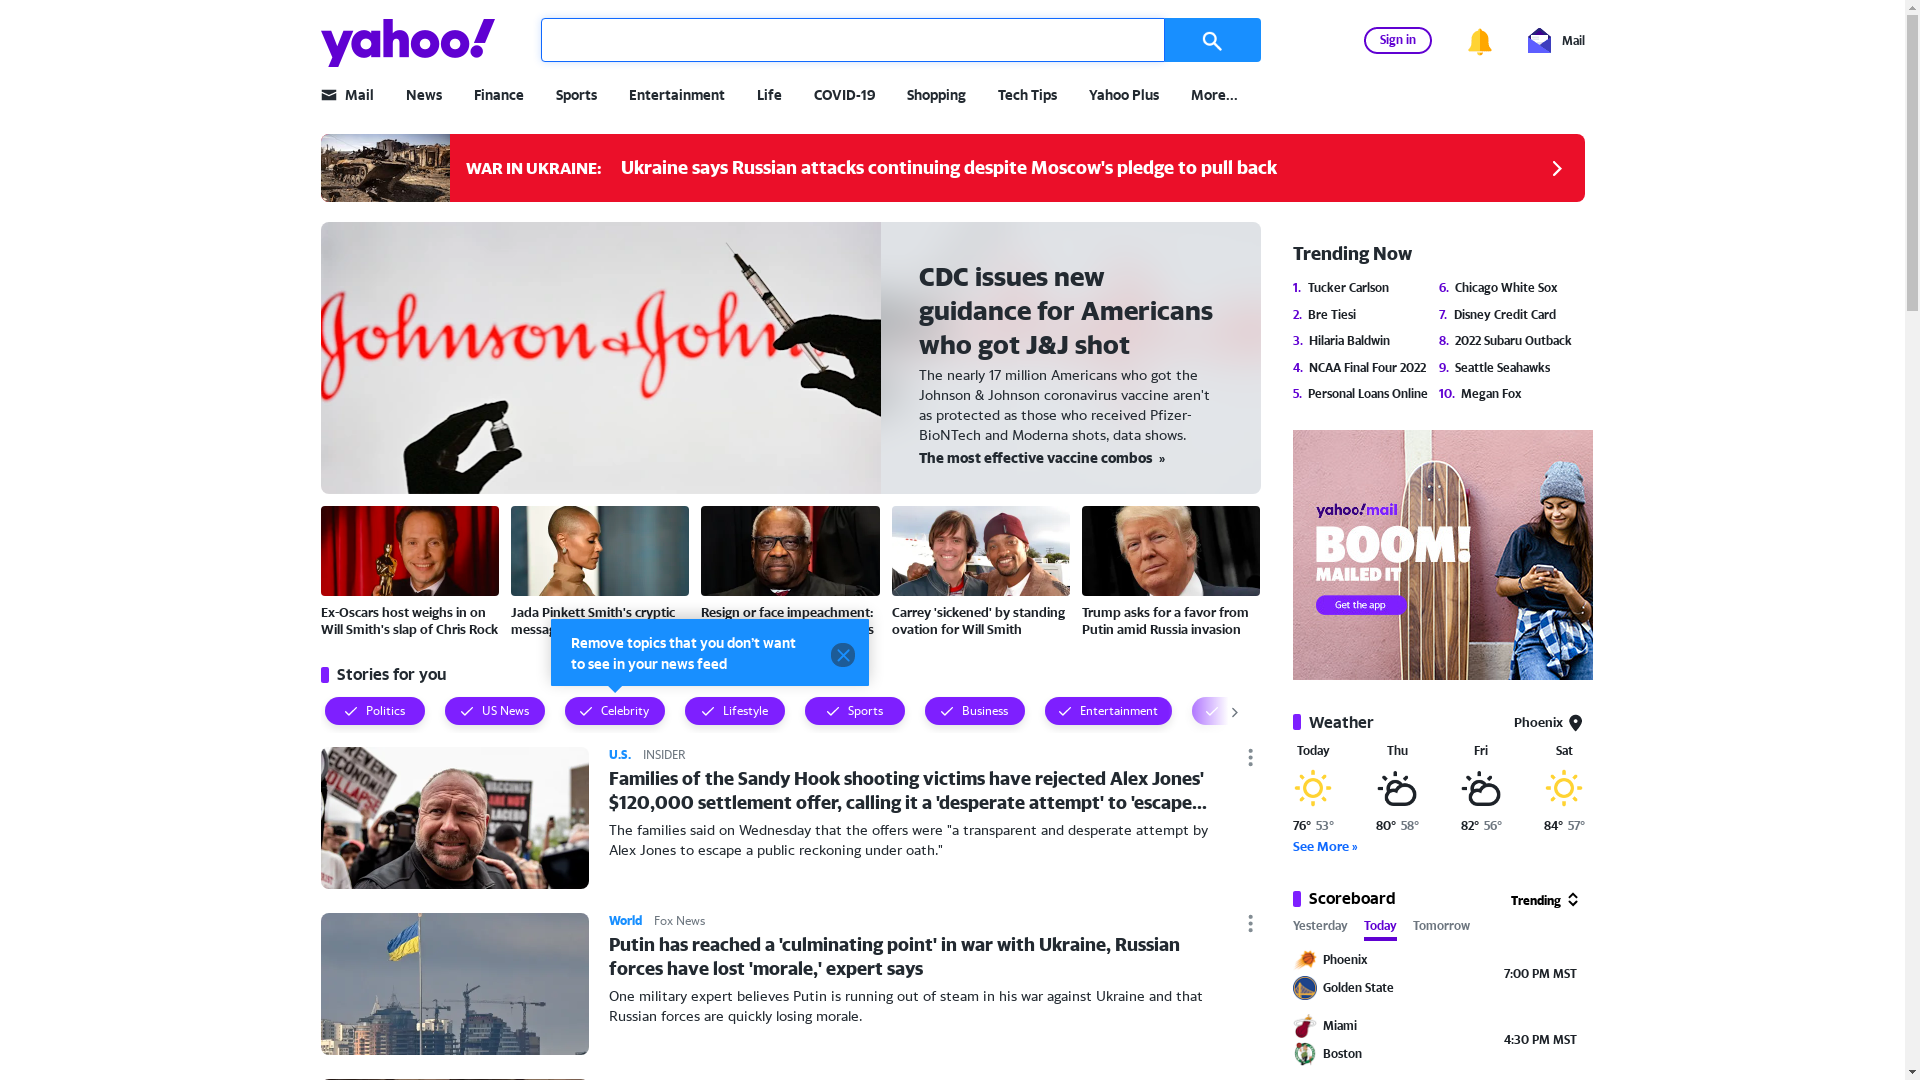 yahoo!
Sign in
Mail
Mail
News
Finance
Sports
Entertainment
Life
COVID-19
Shopping
Tech Tips
Yahoo Plus
More...
WAR IN UKRAINE: Ukraine says Russian attacks continuing despite Moscow's pledge to pull back
Johnson & John
CDC issues new
guidance for Americans
who got J&J shot
The nearly 17 million Americans who got the
Johnson & Johnson coronavirus vaccine aren't
as protected as those who received Pfizer-
BioNTech and Moderna shots, data shows.
The most effective vaccine combos »
Ex-Oscars host weighs in on
Will Smith's slap of Chris Rock
Jada Pinkett Smith's cryptic
Resign or face impeachment:
Carrey 'sickened' by standing
ovation for Will Smith
Trump asks for a favor from
Putin amid Russia invasion
Remove topics that you don't want
to see in your news feed
Stories for you
Politics
US News
Celebrity
Lifestyle
Sports
Business
Entertainment
U.S. INSIDER
Families of the Sandy Hook shooting victims have rejected Alex Jones'
$120,000 settlement offer, calling it a 'desperate attempt' to 'escape...
The families said on Wednesday that the offers were "a transparent and desperate attempt by
Alex Jones to escape a public reckoning under oath."
World Fox News
Putin has reached a 'culminating point' in war with Ukraine, Russian
forces have lost 'morale,' expert says
One military expert believes Putin is running out of steam in his war against Ukraine and that
Russian forces are quickly losing morale.
Trending Now
1. Tucker Carlson
2. Bre Tiesi
3. Hilaria Baldwin
4. NCAA Final Four 2022
5. Personal Loans Online
6. Chicago White Sox
7. Disney Credit Card
8. 2022 Subaru Outback
9. Seattle Seahawks
10. Megan Fox
yahoo!mail
BOOM!
MAILED IT
Get the app
Weather
Phoenix
Today
Thu
Fri
Sat
76° 53°
80° 58°
82° 56°
84° 57°
See More »
Scoreboard
Trending
Yesterday
Today
Tomorrow
Phoenix
Golden State
7:00 PM MST
Miami
Boston
4:30 PM MST